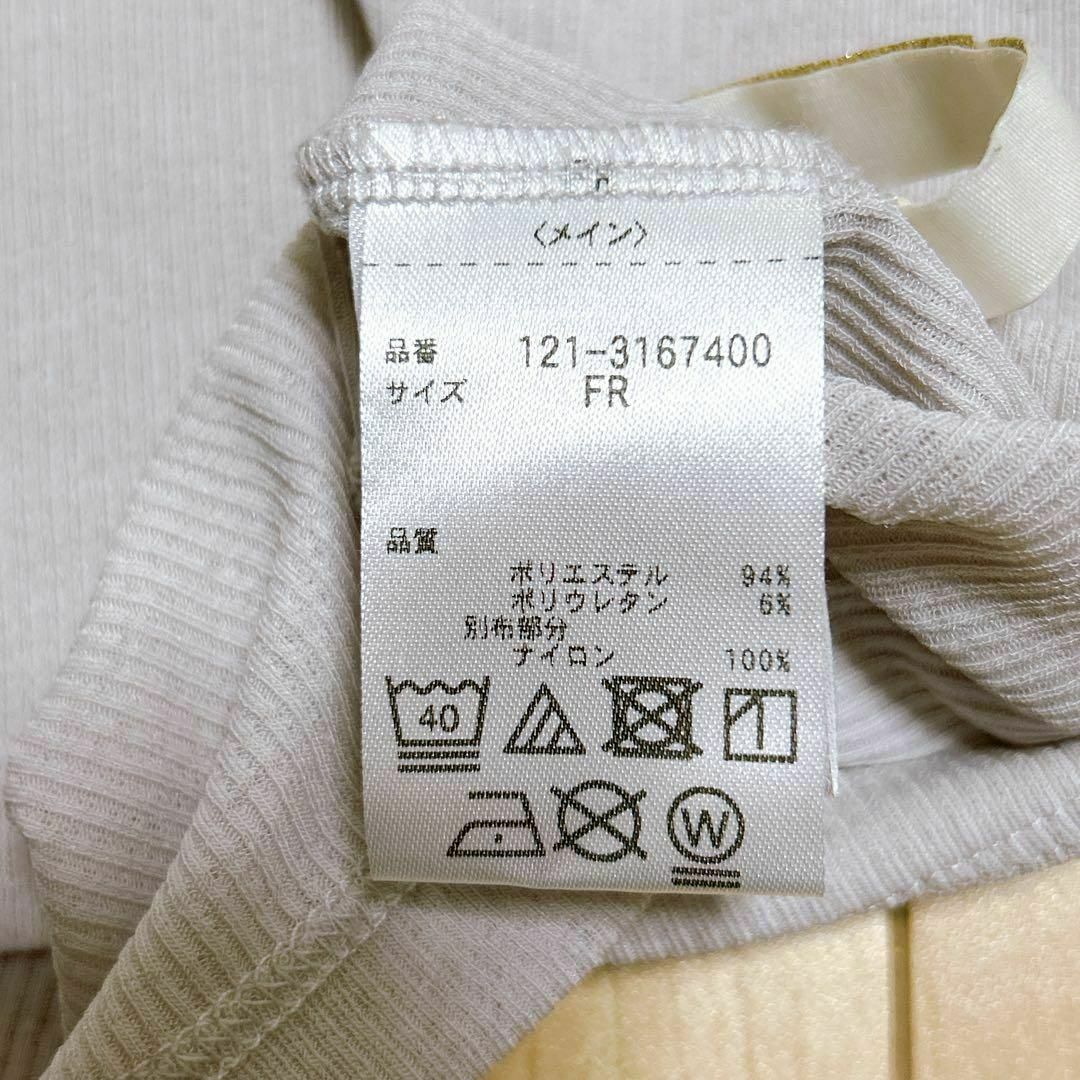 〈メイン〉
品番 121-3167400
サイズ FR
品質
ポリエステル 94%
ポリウレタン 6%
別布部分
ナイロン 100%
40
W